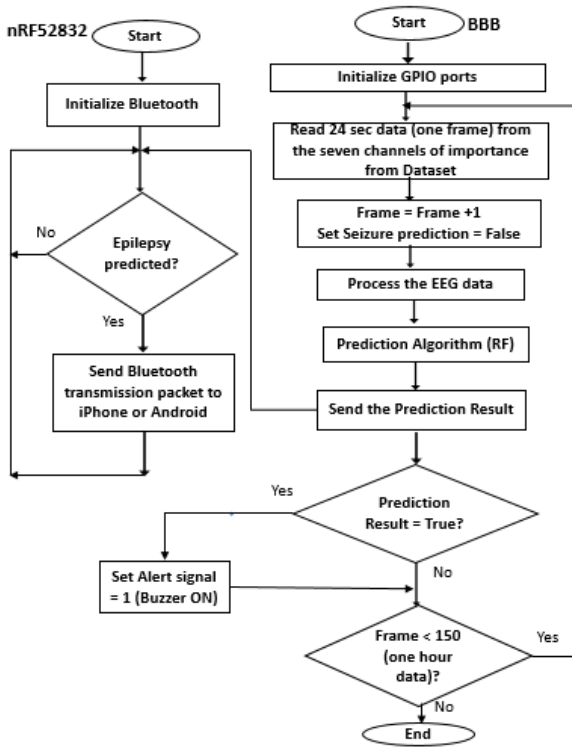 nRF52832
Start
Initialize Bluetooth
No
Epilepsy
predicted?
Yes
Send Bluetooth
transmission packet to
iPhone or Android
Start
BBB
Initialize GPIO ports
Read 24 sec data (one frame) from
the seven channels of importance
from Dataset
Frame = Frame +1
Set Seizure prediction = False
Process the EEG data
Prediction Algorithm (RF)
Send the Prediction Result
Yes
Prediction
Result = True?
Set Alert signal
= 1 (Buzzer ON)
No
Frame < 150
(one hour
data)?
Yes
No
End